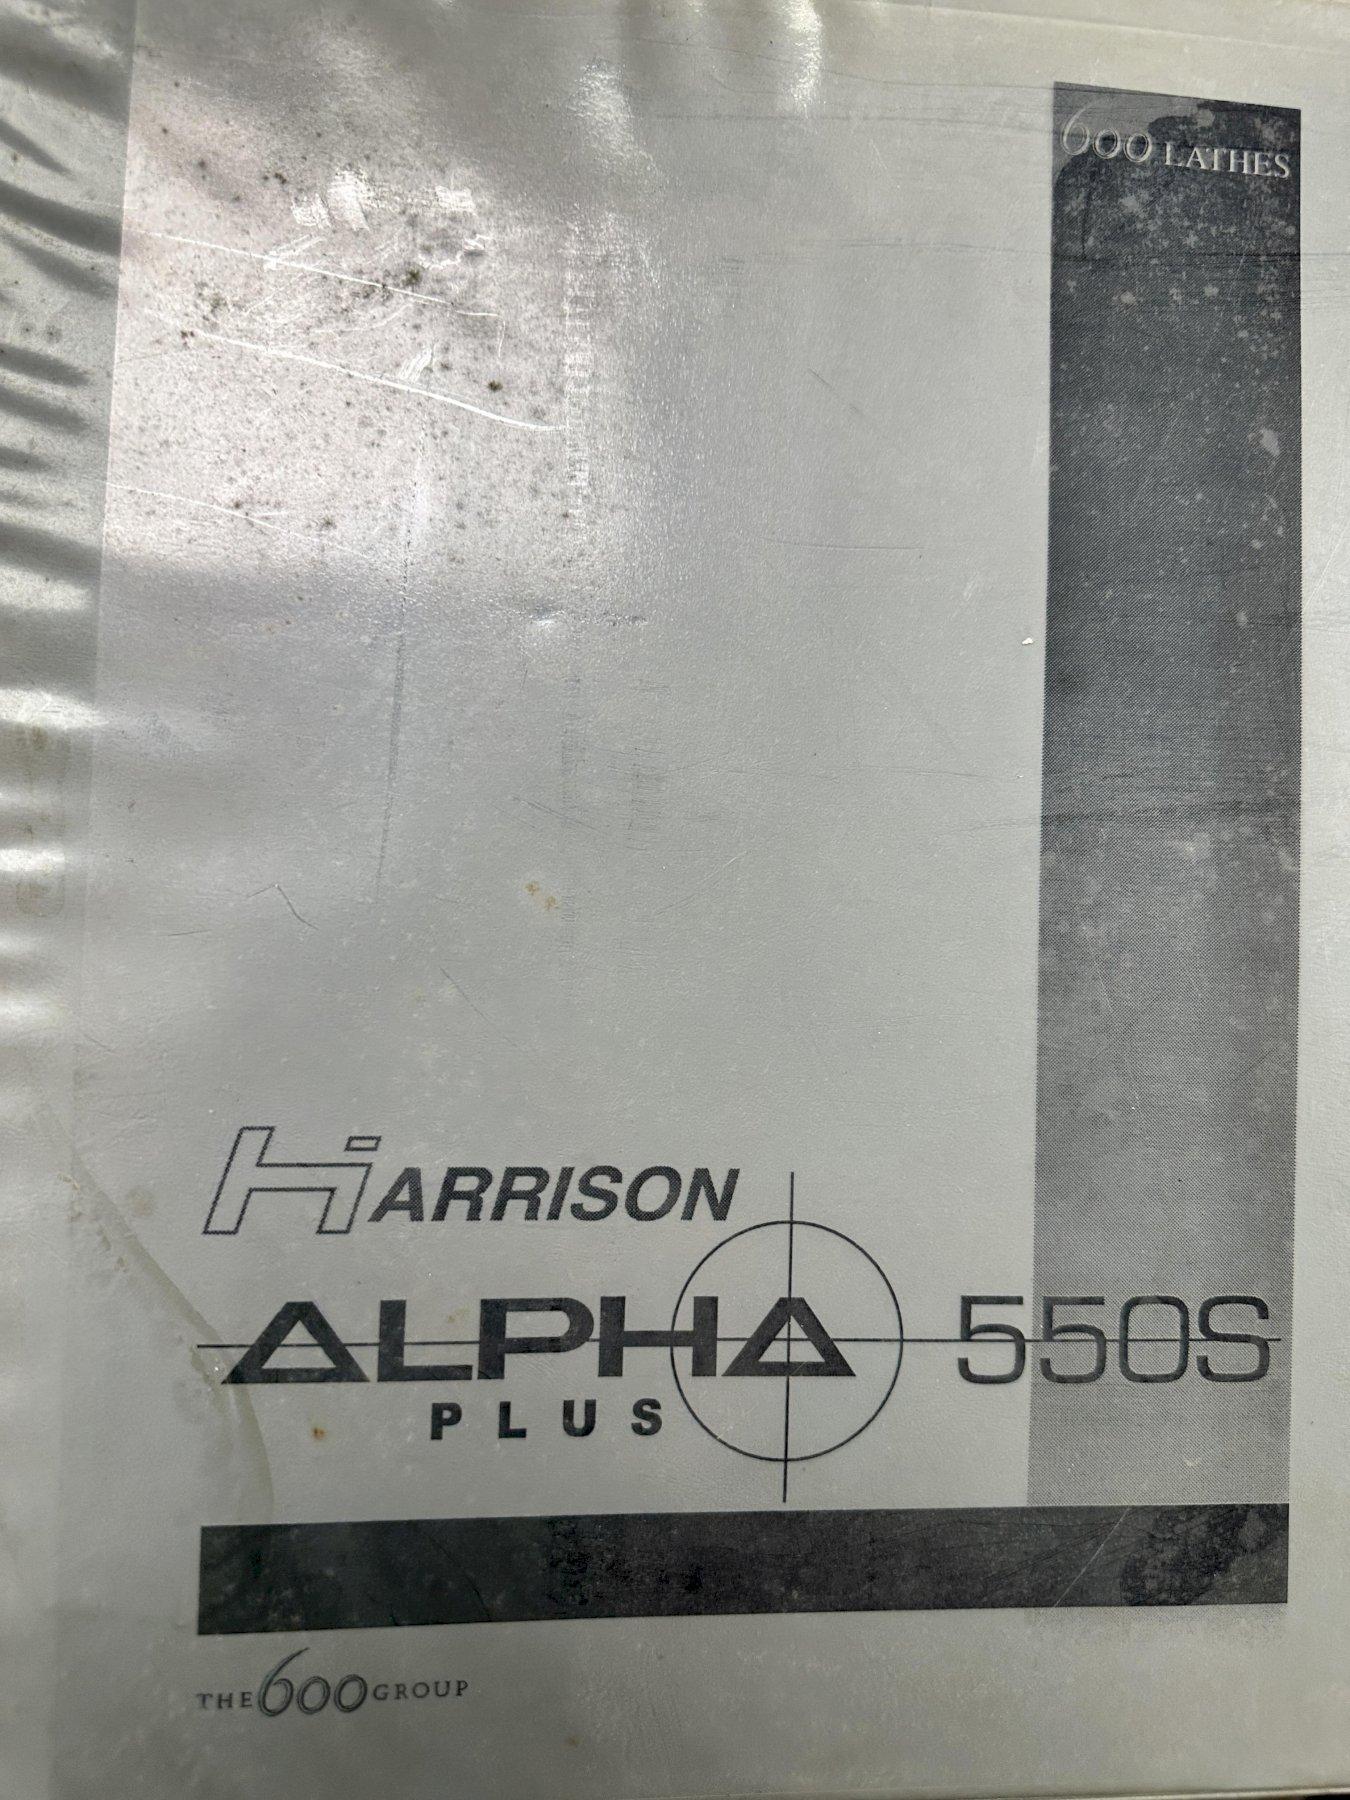 600 LATHES
HARRISON
ALPHA 550S
PLUS
THE 600 GROUP